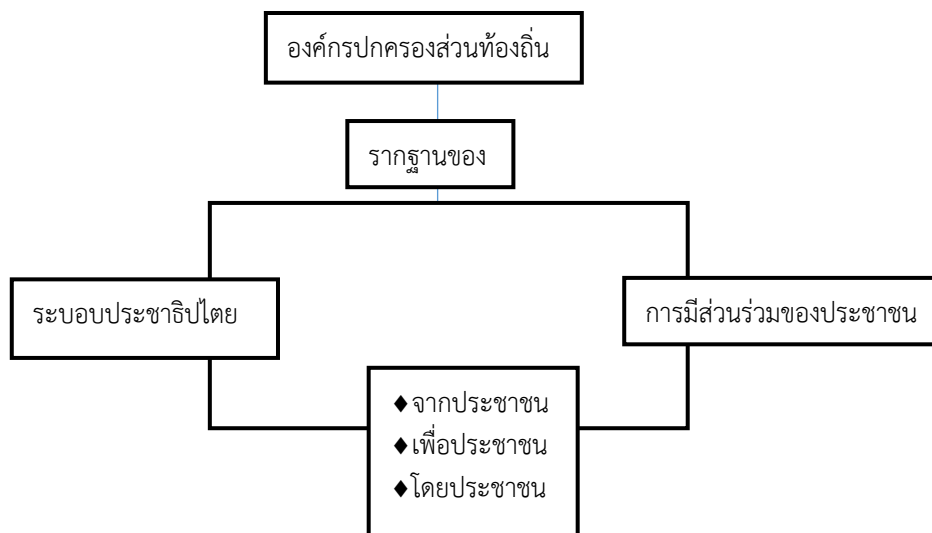 องค์กรปกครองส่วนท้องถิ่น
รากฐานของ
ระบอบประชาธิปไตย
การมีส่วนร่วมของประชาชน
♦จากประชาชน
♦เพื่อประชาชน
♦โดยประชาชน